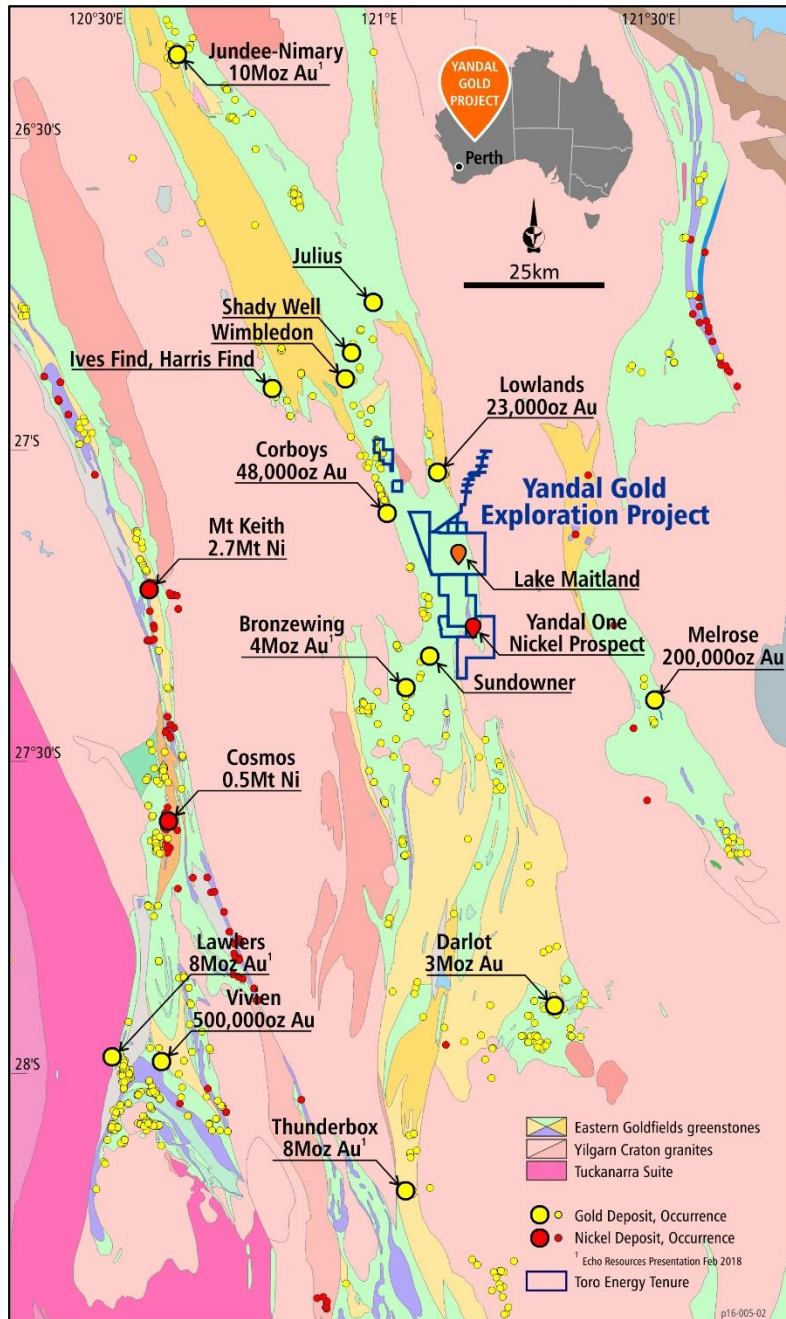 120°30'E
121°E
121°30'E
Jundee-Nimary
10Moz Au¹
YANDAL
GOLD
PROJECT
Perth
26°30'S
25km
Julius
Shady Well
Wimbledon
Ives Find, Harris Find
Lowlands
23,000oz Au
27°S
Corboys
48,000oz Au
Yandal Gold
Exploration Project
Mt Keith
2.7Mt Ni
Lake Maitland
Bronzewing
4Moz Au¹
Yandal One
Nickel Prospect
Melrose
200,000oz Au
Sundowner
27°30'S
Cosmos
0.5Mt Ni
Lawlers
8Moz Au¹
Darlot
3Moz Au
Vivien
500,000oz Au
28°S
Thunderbox
8Moz Au¹
Eastern Goldfields greenstones
Yilgarn Craton granites
Tuckanarra Suite
Gold Deposit, Occurrence
Nickel Deposit, Occurrence
¹ Echo Resources Presentation Feb 2018
Toro Energy Tenure
p16-005-02